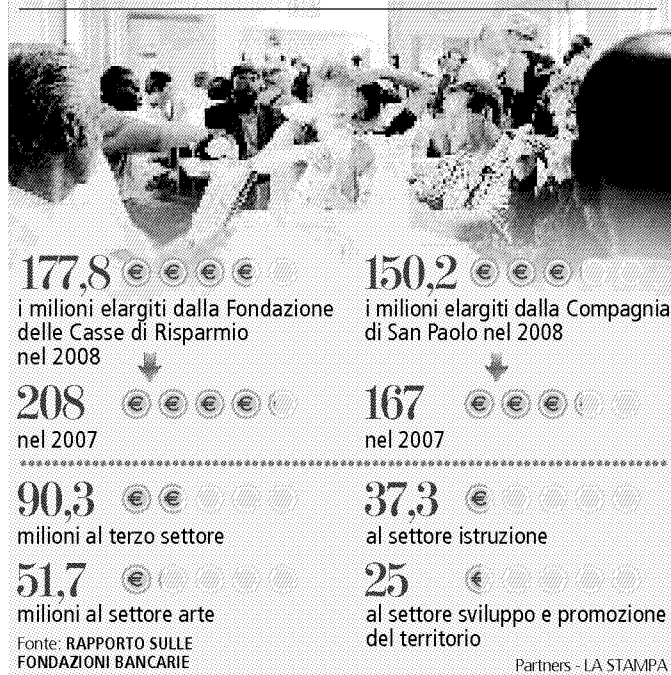 177,8 € € € €
i milioni elargiti dalla Fondazione
delle Casse di Risparmio
nel 2008
208 € € € €
nel 2007
150,2 € € €
i milioni elargiti dalla Compagnia
di San Paolo nel 2008
167 € € €
nel 2007
90,3 € €
milioni al terzo settore
37,3 €
al settore istruzione
51,7 €
milioni al settore arte
25 €
al settore sviluppo e promozione
del territorio
Fonte: RAPPORTO SULLE
FONDAZIONI BANCARIE
Partners - LA STAMPA